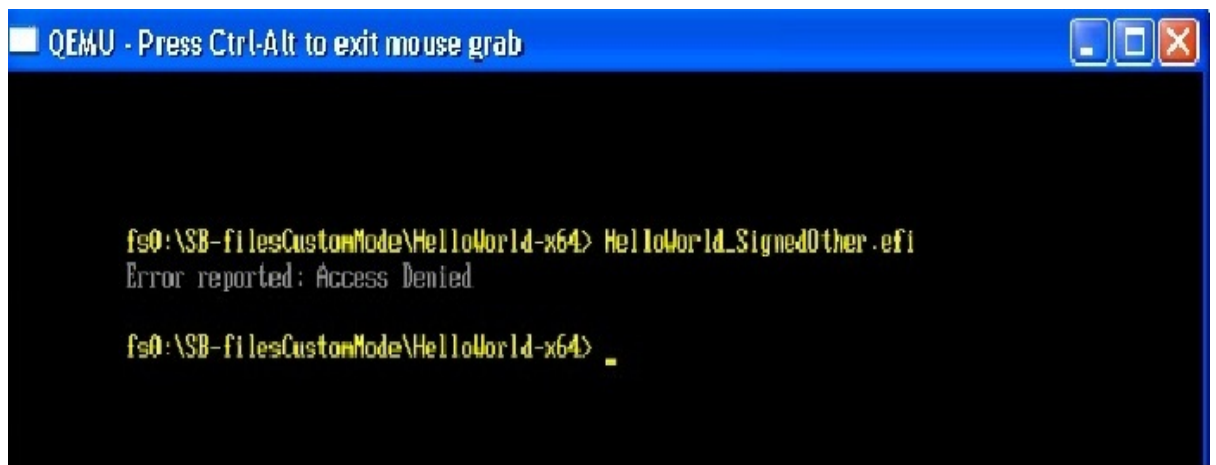 QEMU - Press Ctrl-Alt to exit mouse grab
fs0:\SB-filesCustomMode\HelloWorld-x64> HelloWorld_SignedOther.efi
Error reported: Access Denied
fs0:\SB-filesCustomMode\HelloWorld-x64> _